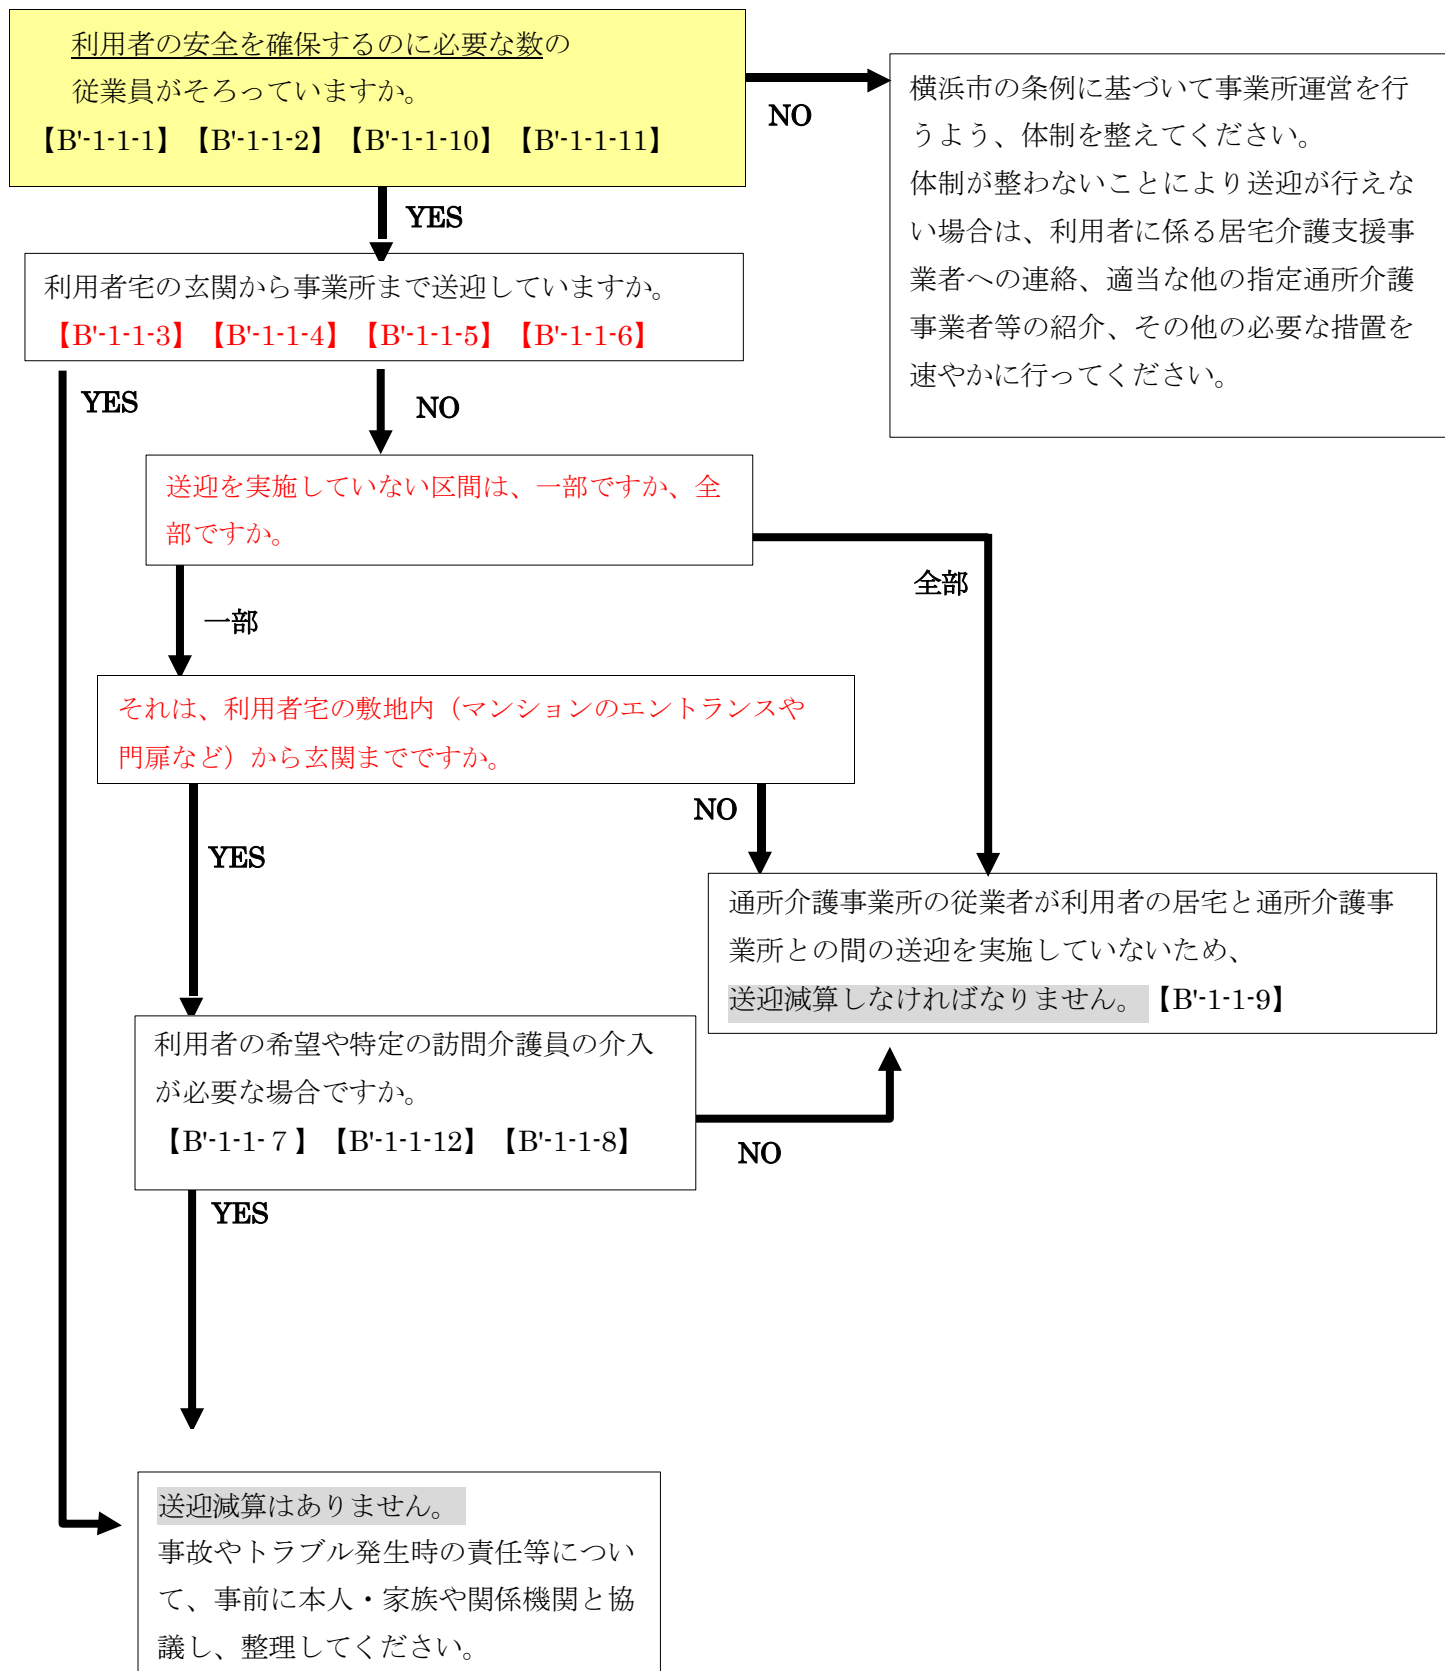 利用者の安全を確保するのに必要な数の
従業員がそろっていますか。
【B'-1-1-1】【B'-1-1-2】【B'-1-1-10】【B'-1-1-11】
NO
横浜市の条例に基づいて事業所運営を行
うよう、体制を整えてください。
体制が整わないことにより送迎が行えな
い場合は、利用者に係る居宅介護支援事
業者への連絡、適当な他の指定通所介護
事業者等の紹介、その他の必要な措置を
速やかに行ってください。
YES
利用者宅の玄関から事業所まで送迎していますか。
【B'-1-1-3】【B'-1-1-4】【B'-1-1-5】【B'-1-1-6】
YES
NO
送迎を実施していない区間は、一部ですか、全
部ですか。
全部
一部
それは、利用者宅の敷地内（マンションのエントランスや
門扉など）から玄関までですか。
NO
YES
通所介護事業所の従業者が利用者の居宅と通所介護事
業所との間の送迎を実施していないため、
送迎減算しなければなりません。【B'-1-1-9】
利用者の希望や特定の訪問介護員の介入
が必要な場合ですか。
【B'-1-1-７】【B'-1-1-12】【B'-1-1-8】
NO
YES
送迎減算はありません。
事故やトラブル発生時の責任等につい
て、事前に本人・家族や関係機関と協
議し、整理してください。